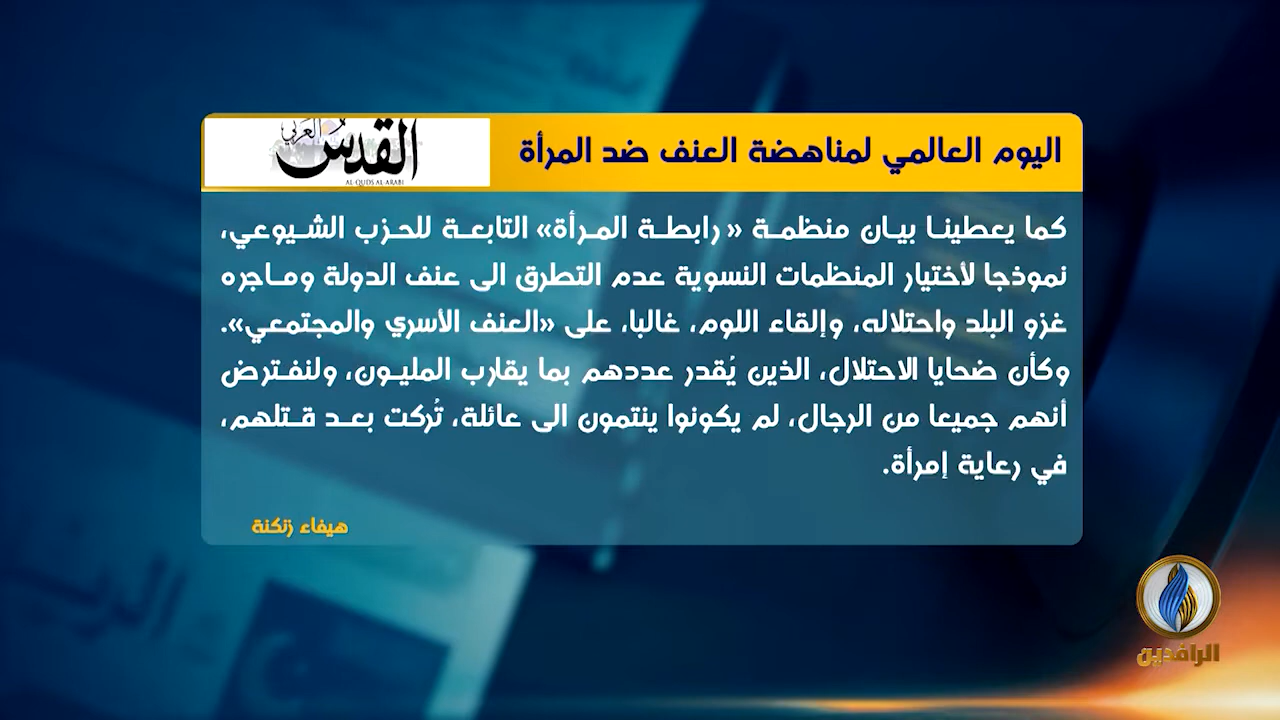 اليوم العالمي لمناهضة العنف ضد المرأة
القدس العربي
AL-QUDS AL-ARABI
كما يعطينا بيان منظمة « رابطة المرأة» التابعة للحزب الشيوعي،
نموذجا لأختيار المنظمات النسوية عدم التطرق الى عنف الدولة وماجره
غزو البلد واحتلاله، وإلقاء اللوم، غالبا، على «العنف الأسري والمجتمعي».
وكأن ضحايا الاحتلال، الذين يُقدر عددهم بما يقارب المليون، ولنفترض
أنهم جميعا من الرجال، لم يكونوا ينتمون الى عائلة، تُركت بعد قتلهم،
في رعاية إمرأة.
هيفاء زنكنة
الرافدين